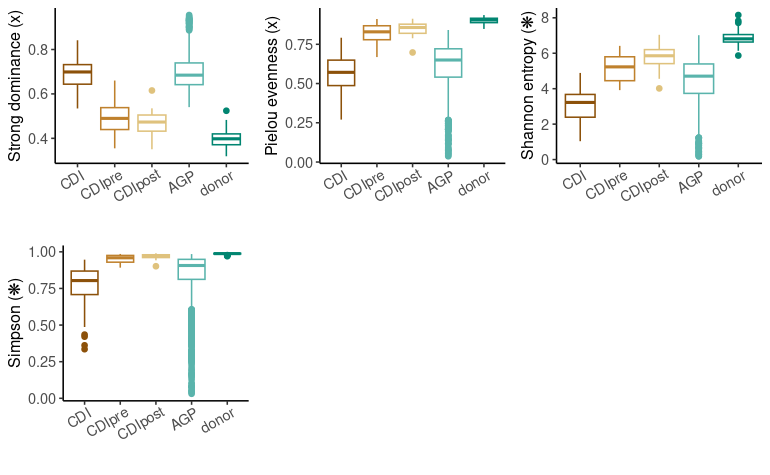 Strong dominance (x)
0.8
0.6
0.4
CDI
CDIpre
CDIpost
AGP
donor
Pielou evenness (x)
0.75
0.50
0.25
0.00
CDI
CDIpre
CDIpost
AGP
donor
Shannon entropy (❋)
8
6
4
2
0
CDI
CDIpre
CDIpost
AGP
donor
Simpson (❋)
1.00
0.75
0.50
0.25
0.00
CDI
CDIpre
CDIpost
AGP
donor